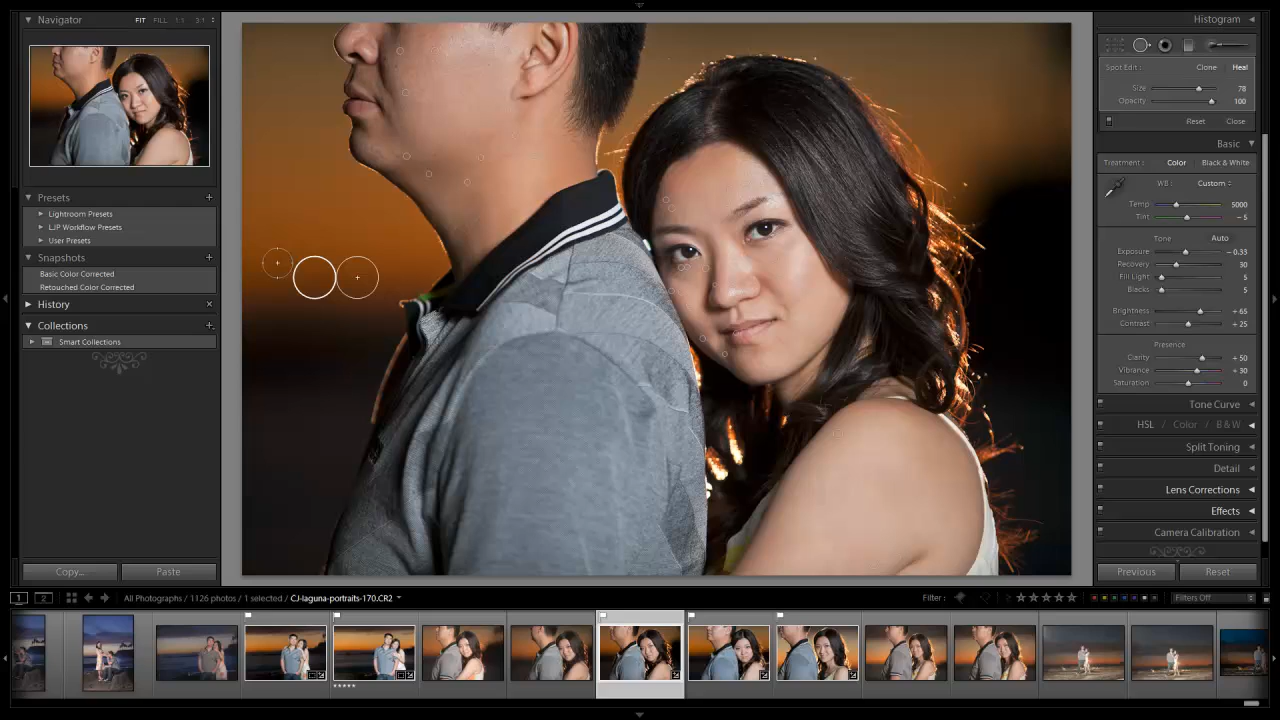 Navigator FIT FILL 1:1 3:1
Presets
Lightroom Presets
LJP Workflow Presets
User Presets
Snapshots
Basic Color Corrected
Retouched Color Corrected
History
Collections
Smart Collections
Copy... Paste
Histogram
Spot Edit : Clone Heal
Size 78
Opacity 100
Reset Close
Basic
Treatment : Color Black & White
WB : Custom
Temp 5000
Tint - 5
Tone Auto
Exposure - 0.33
Recovery 30
Fill Light 5
Blacks 5
Brightness + 65
Contrast + 25
Presence
Clarity + 50
Vibrance + 30
Saturation 0
Tone Curve
HSL / Color / B & W
Split Toning
Detail
Lens Corrections
Effects
Camera Calibration
Previous Reset
1 2 All Photographs / 1126 photos / 1 selected / CJ-laguna-portraits-170.CR2 Filter : Filters Off